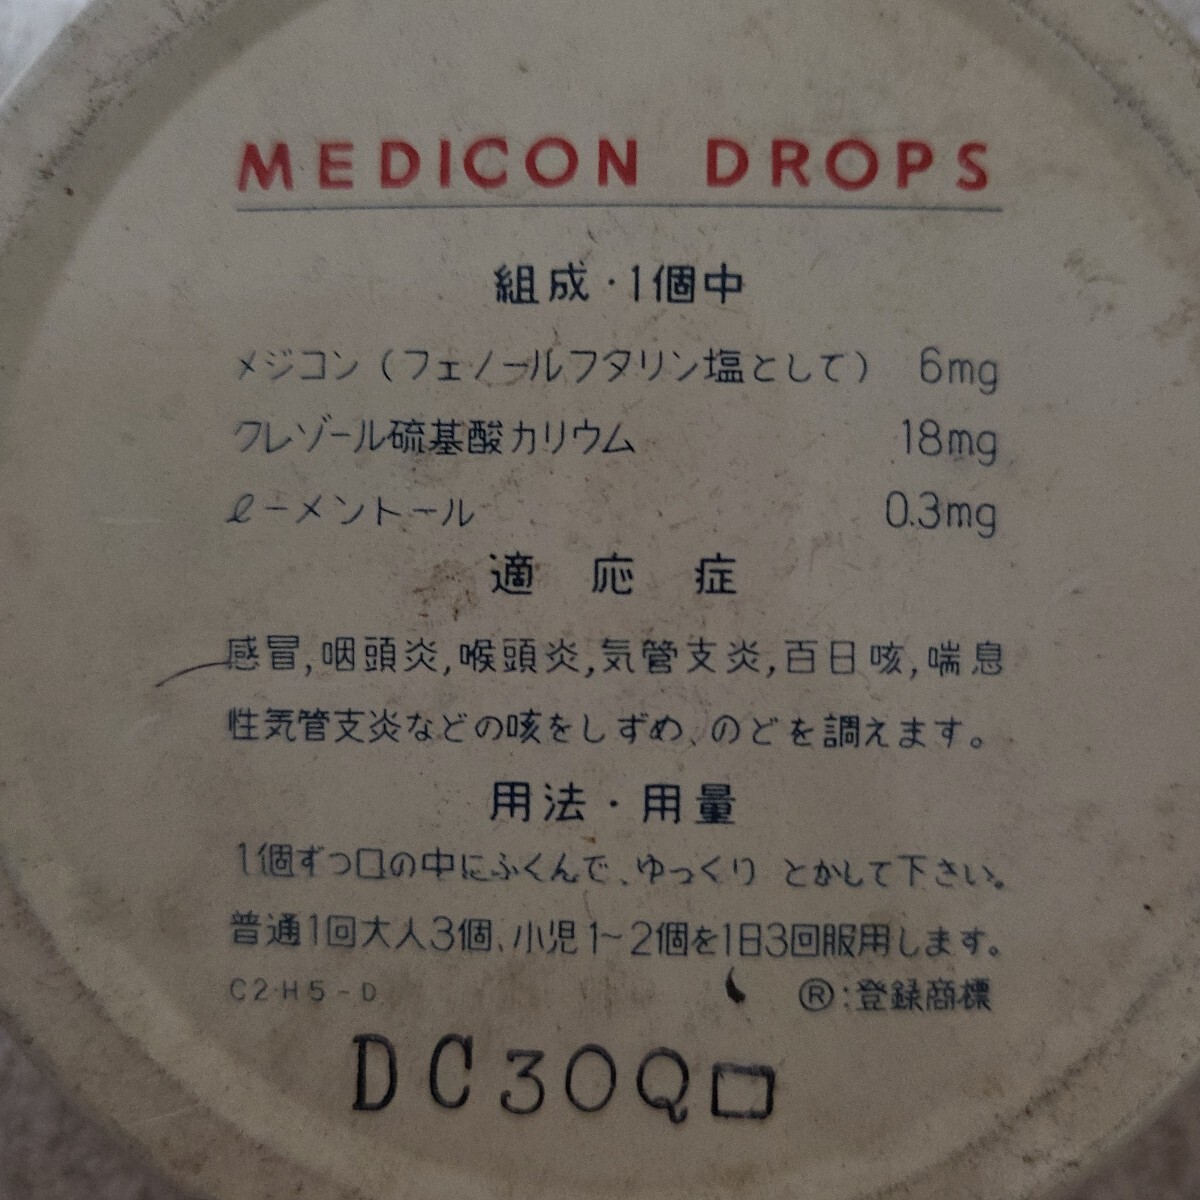 MEDICON DROPS
組成・1個中
メジコン(フェノールフタリン塩として) 6mg
クレゾール硫基酸カリウム 18mg
ℓ-メントール 0.3mg
適応症
感冒,咽頭炎,喉頭炎,気管支炎,百日咳,喘息
性気管支炎などの咳をしずめ、のどを調えます。
用法・用量
1個ずつ口の中にふくんで、ゆっくり とかして下さい。
普通1回大人3個、小児1~2個を1日3回服用します。
C2-H5-D ®:登録商標
DC30Q□